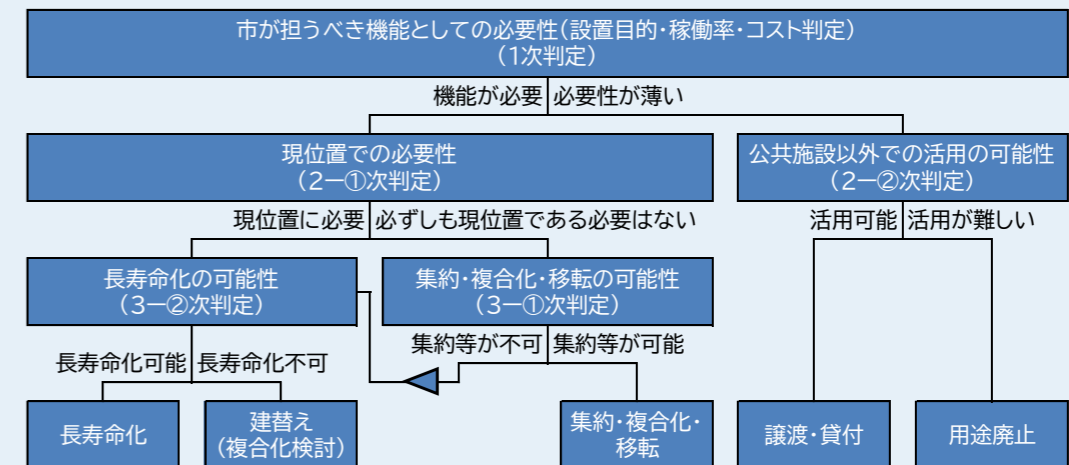 市が担うべき機能としての必要性(設置目的・稼働率・コスト判定)
(1次判定)
機能が必要 必要性が薄い
現位置での必要性
(2ー①次判定)
公共施設以外での活用の可能性
(2ー②次判定)
現位置に必要 必ずしも現位置である必要はない
活用可能 活用が難しい
長寿命化の可能性
(3ー②次判定)
集約・複合化・移転の可能性
(3ー①次判定)
長寿命化可能 長寿命化不可
集約等が不可 集約等が可能
長寿命化
建替え
(複合化検討)
集約・複合化・
移転
譲渡・貸付
用途廃止